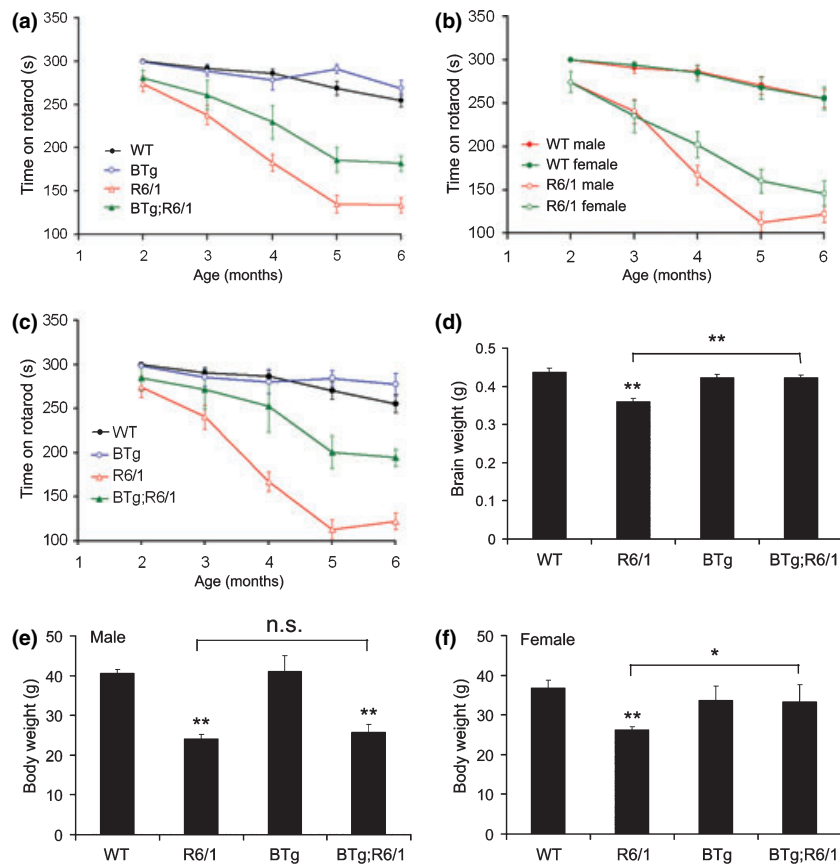 (a)
350
300
250
200
150
100
Time on rotarod (s)
WT
BTg
R6/1
BTg;R6/1
1 2 3 4 5 6
Age (months)
(b)
350
300
250
200
150
100
Time on rotarod (s)
WT male
WT female
R6/1 male
R6/1 female
1 2 3 4 5 6
Age (months)
(c)
350
300
250
200
150
100
Time on rotarod (s)
WT
BTg
R6/1
BTg;R6/1
1 2 3 4 5 6
Age (months)
(d)
0.5
0.4
0.3
0.2
0.1
0
Brain weight (g)
**
**
WT R6/1 BTg BTg;R6/1
(e) Male
50
40
30
20
10
0
Body weight (g)
n.s.
**
**
WT R6/1 BTg BTg;R6/1
(f) Female
50
40
30
20
10
0
Body weight (g)
*
**
WT R6/1 BTg BTg;R6/1